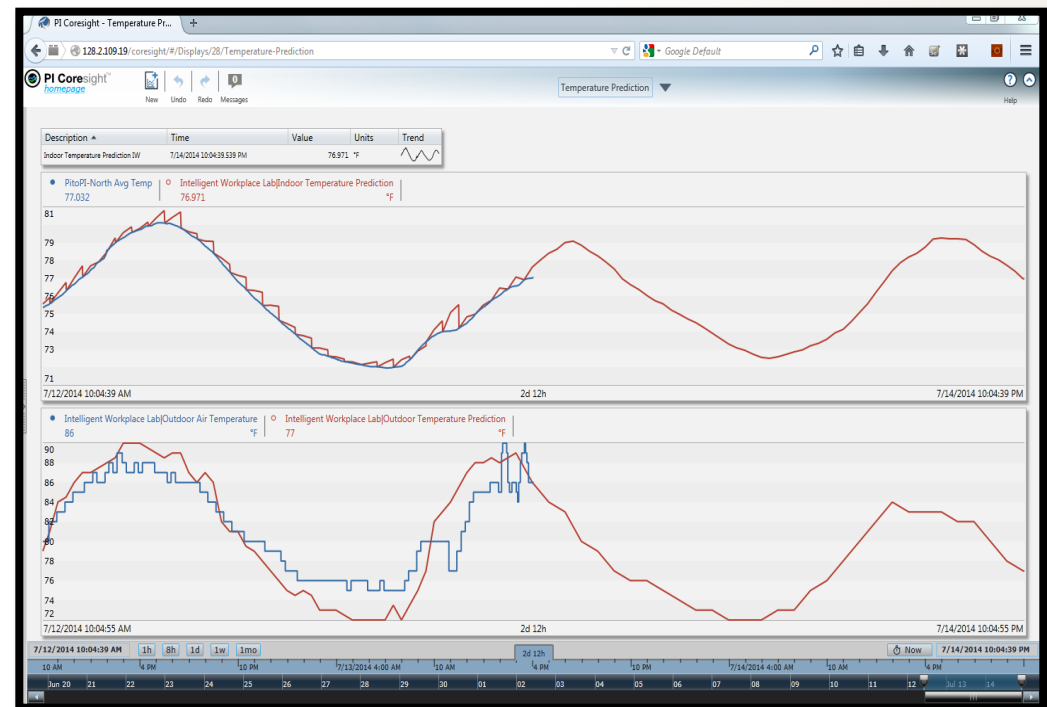 PI Coresight - Temperature Pr...
128.2.109.19/coresight/#/Displays/28/Temperature-Prediction
Google Default
PI Coresight™
homepage
New Undo Redo Messages
0
Temperature Prediction
Help
Description Time Value Units Trend
Indoor Temperature Prediction IW 7/14/2014 10:04:39.539 PM 76.971 °F
PitoPI-North Avg Temp Intelligent Workplace Lab|Indoor Temperature Prediction
77.032 76.971 °F
81
79
78
77
76
75
74
73
71
7/12/2014 10:04:39 AM 2d 12h 7/14/2014 10:04:39 PM
Intelligent Workplace Lab|Outdoor Air Temperature Intelligent Workplace Lab|Outdoor Temperature Prediction
86 °F 77 °F
90
88
86
84
82
80
78
76
74
72
7/12/2014 10:04:55 AM 2d 12h 7/14/2014 10:04:55 PM
7/12/2014 10:04:39 AM 1h 8h 1d 1w 1mo 2d 12h Now 7/14/2014 10:04:39 PM
10 AM 4 PM 10 PM 7/13/2014 4:00 AM 10 AM 4 PM 10 PM 7/14/2014 4:00 AM 10 AM 4 PM
Jun 20 21 22 23 24 25 26 27 28 29 30 01 02 03 04 05 06 07 08 09 10 11 12 Jul 13 14